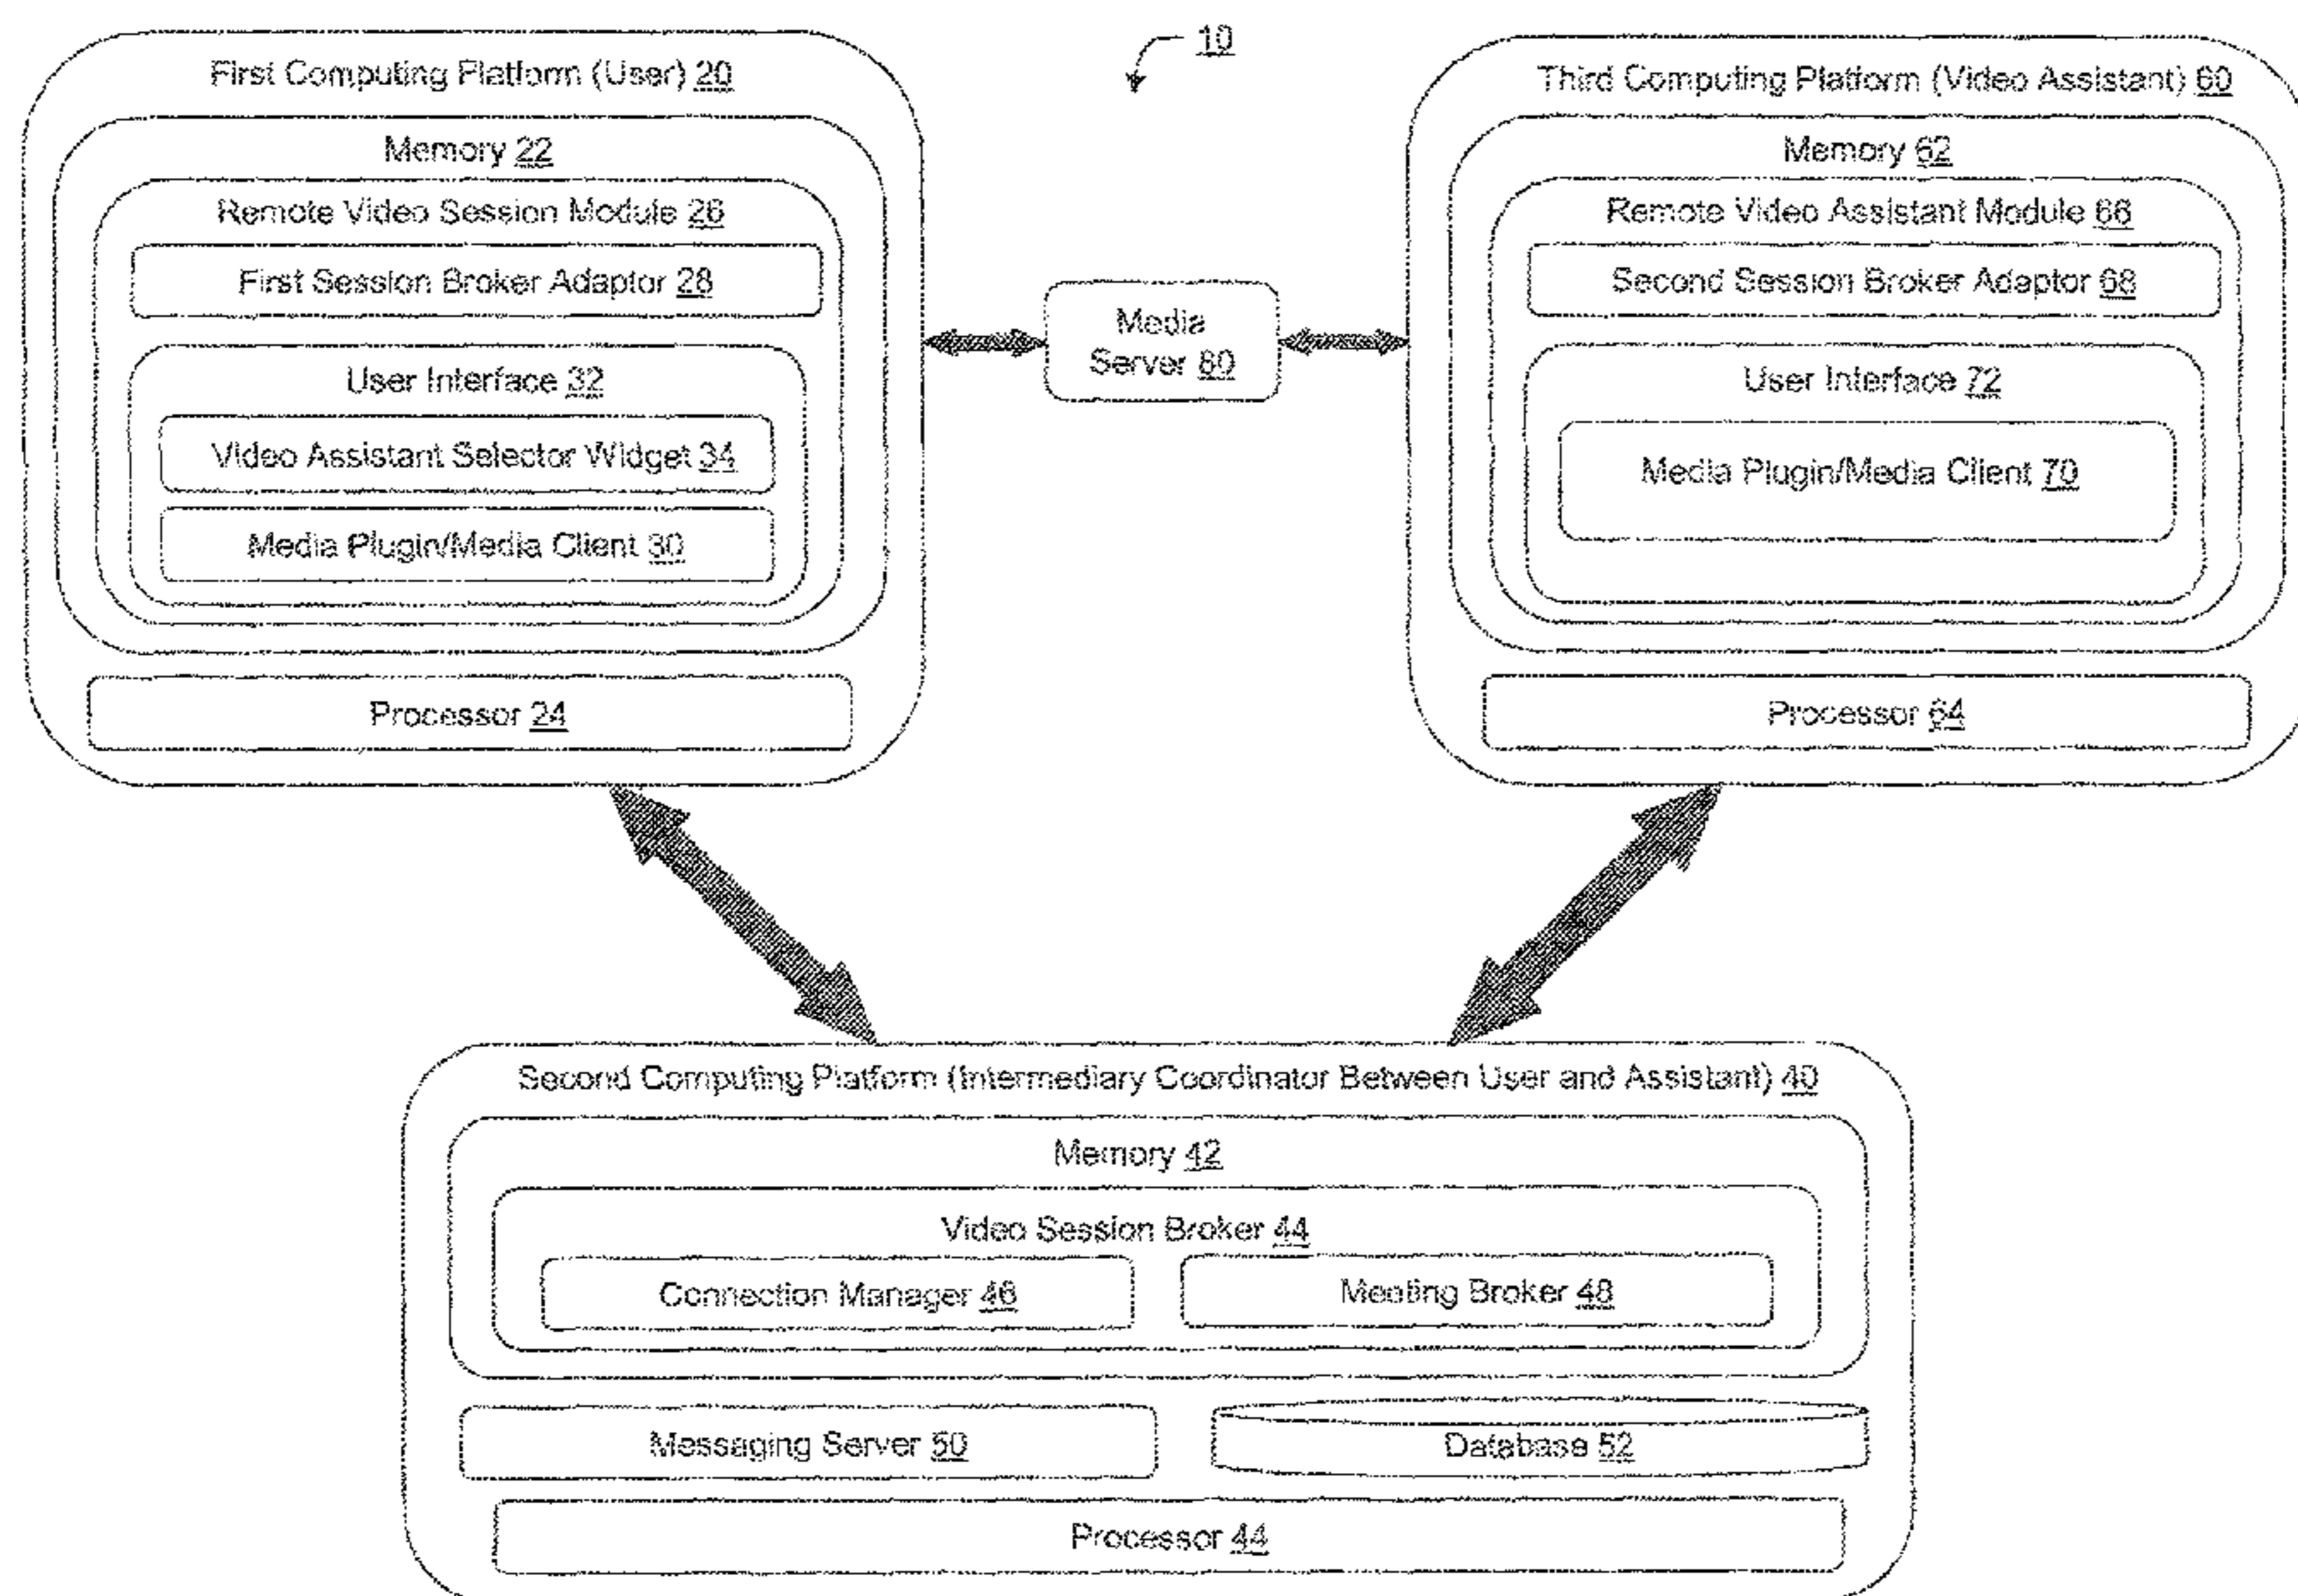 10
First Computing Platform (User) 20
Memory 22
Remote Video Session Module 26
First Session Broker Adaptor 28
User Interface 32
Video Assistant Selector Widget 34
Media Plugin/Media Client 30
Processor 24
Media
Server 80
Third Computing Platform (Video Assistant) 60
Memory 62
Remote Video Assistant Module 66
Second Session Broker Adaptor 68
User Interface 72
Media Plugin/Media Client 70
Processor 64
Second Computing Platform (Intermediary Coordinator Between User and Assistant) 40
Memory 42
Video Session Broker 44
Connection Manager 46
Meeting Broker 48
Messaging Server 50
Database 52
Processor 44